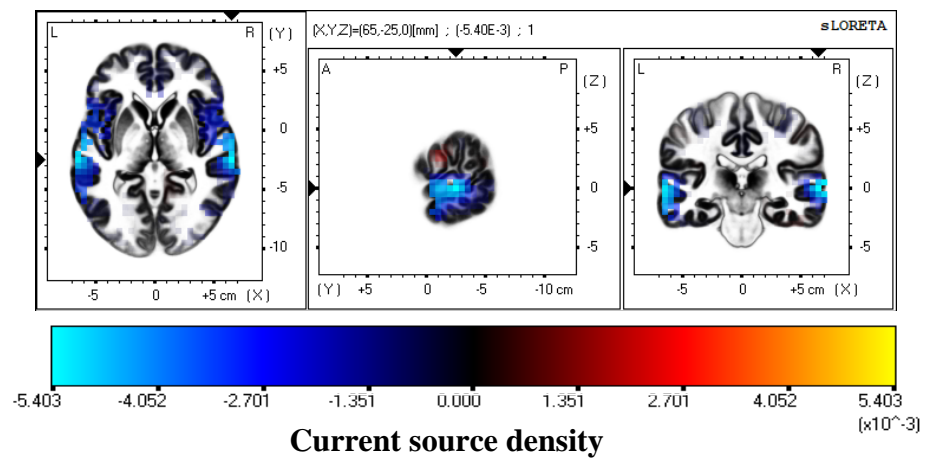 L R (Y) (X,Y,Z)=(65,-25,0)[mm] ; (-5.40E-3) ; 1 sLORETA
+5
0
-5
-10
-5 0 +5 cm (X)
A P (Z)
+5
0
-5
(Y) +5 0 -5 -10 cm
L R (Z)
+5
0
-5
-5 0 +5 cm (X)
-5.403 -4.052 -2.701 -1.351 0.000 1.351 2.701 4.052 5.403
(x10^-3)
Current source density